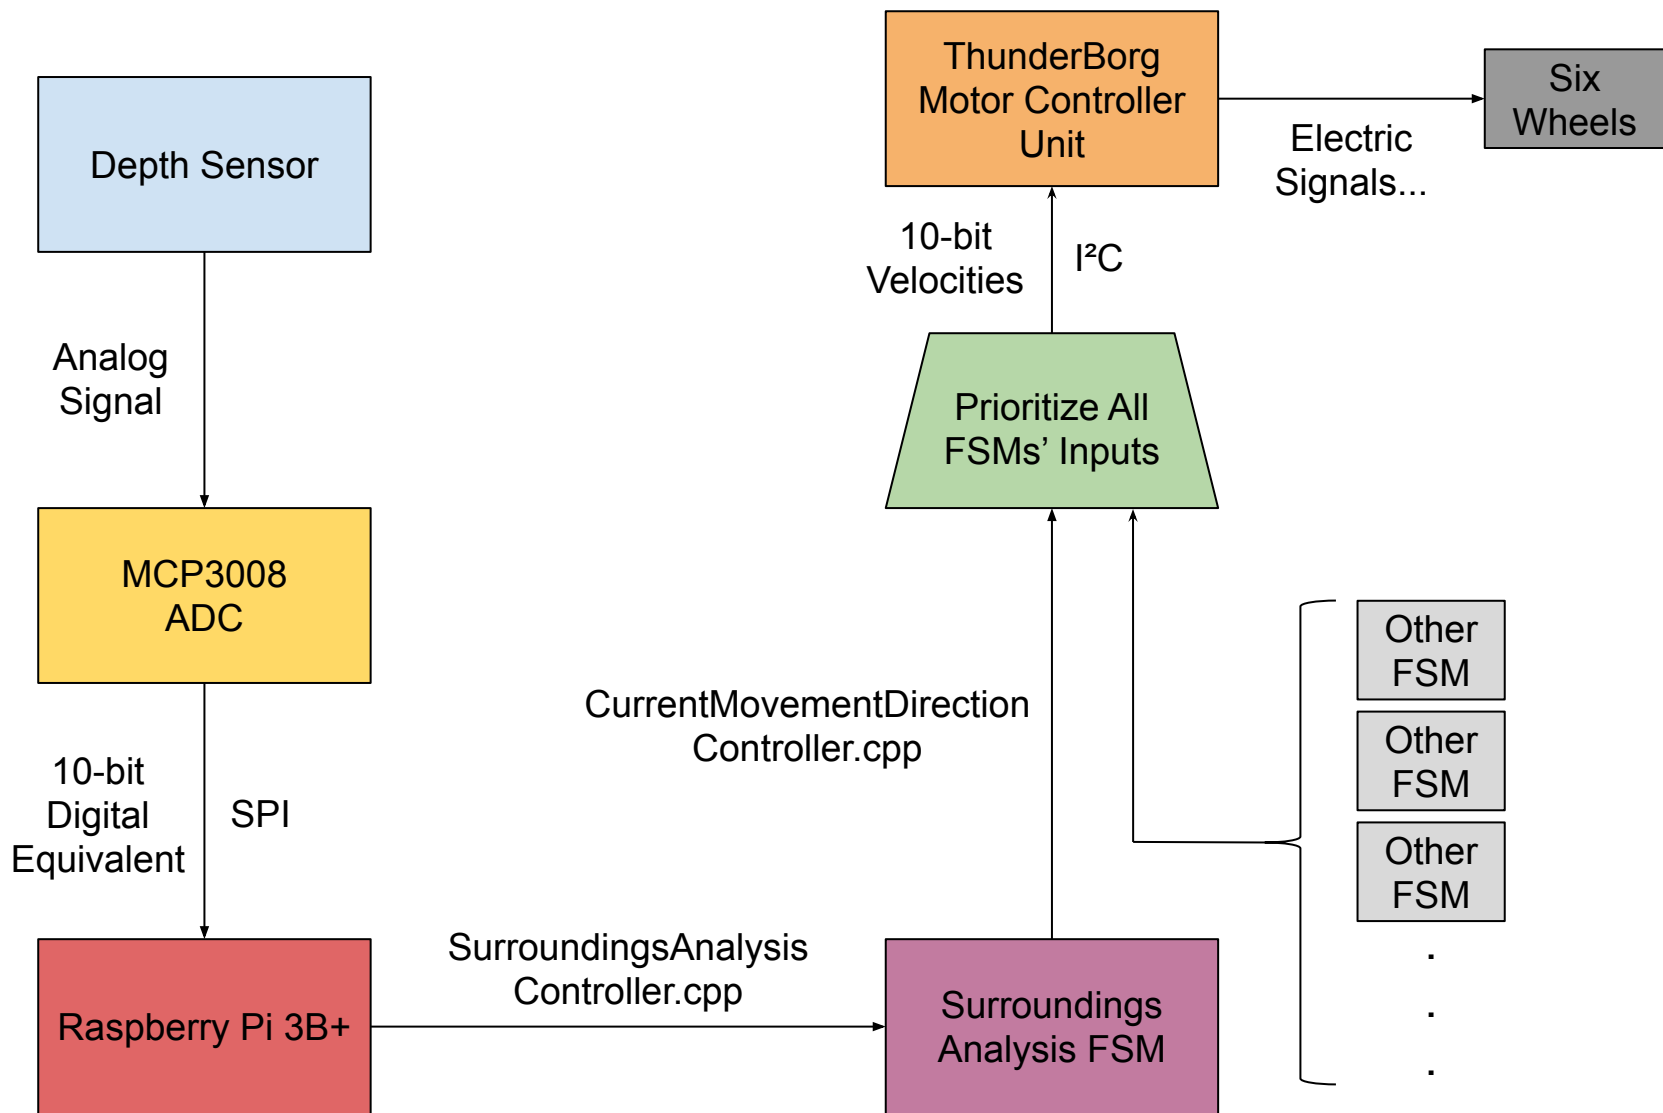 Depth Sensor
Analog
Signal
MCP3008
ADC
10-bit
Digital
Equivalent
SPI
Raspberry Pi 3B+
SurroundingsAnalysis
Controller.cpp
Surroundings
Analysis FSM
CurrentMovementDirection
Controller.cpp
Other
FSM
Other
FSM
Other
FSM
.
.
.
Prioritize All
FSMs’ Inputs
10-bit
Velocities
I²C
ThunderBorg
Motor Controller
Unit
Electric
Signals...
Six
Wheels